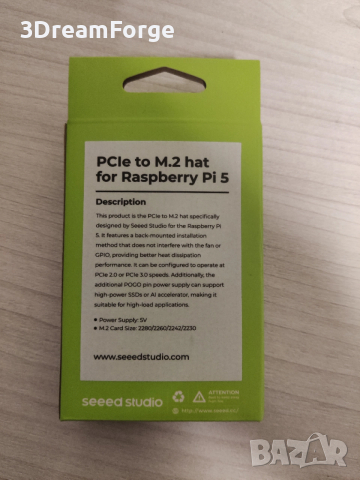 3DreamForge
PCIe to M.2 hat
for Raspberry Pi 5
Description
This product is the PCIe to M.2 hat specifically
designed by Seeed Studio for the Raspberry Pi
5. It features a back-mounted installation
method that does not interfere with the fan or
GPIO, providing better heat dissipation
performance. It can be configured to operate at
PCIe 2.0 or PCIe 3.0 speeds. Additionally, the
additional POGO pin power supply can support
high-power SSDs or AI accelerator, making it
suitable for high-load applications.
● Power Supply: 5V
● M.2 Card Size: 2280/2260/2242/2230
www.seeedstudio.com
seeed studio
ATTENTION
BAZAR